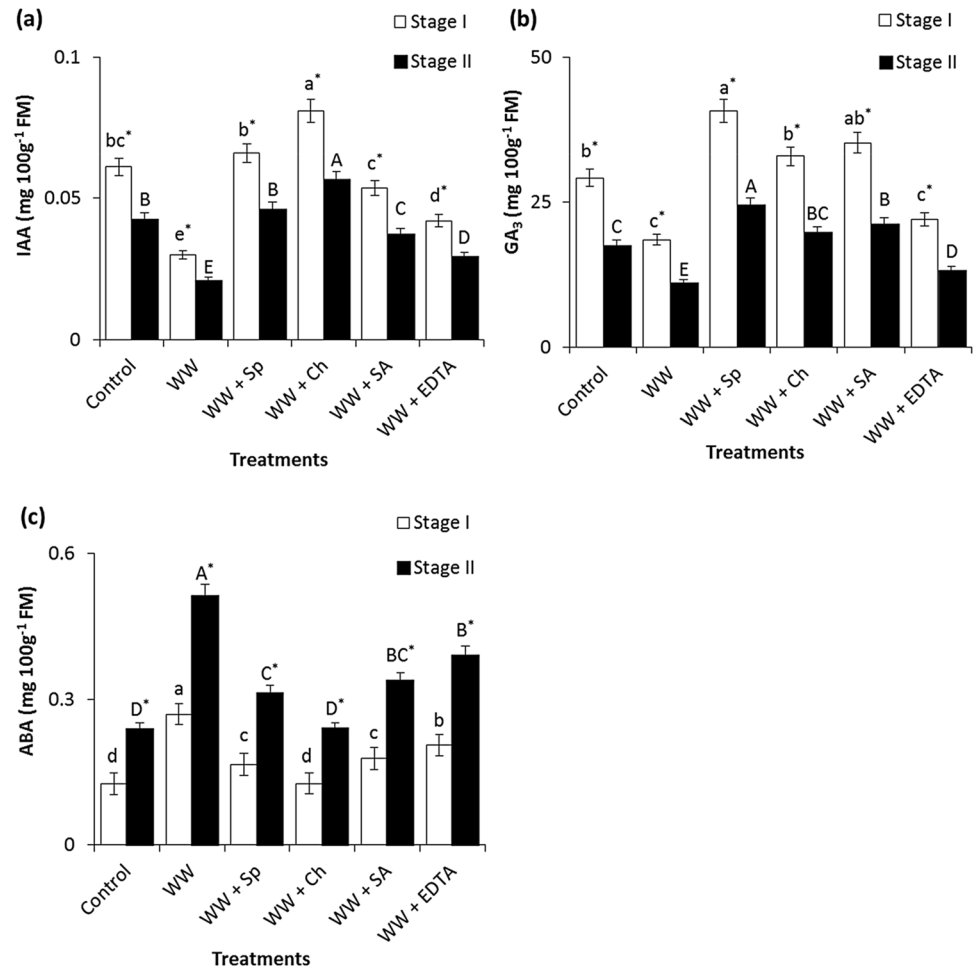 (a)
Stage I
Stage II
IAA (mg 100g⁻¹ FM)
0.1
0.05
0
bc*
B
e*
E
b*
B
a*
A
c*
C
d*
D
Control
WW
WW + Sp
WW + Ch
WW + SA
WW + EDTA
Treatments
(b)
Stage I
Stage II
GA₃ (mg 100g⁻¹ FM)
50
25
0
b*
C
c*
E
a*
A
b*
BC
ab*
B
c*
D
Control
WW
WW + Sp
WW + Ch
WW + SA
WW + EDTA
Treatments
(c)
Stage I
Stage II
ABA (mg 100g⁻¹ FM)
0.6
0.3
0
d
D*
a
A*
c
C*
d
D*
c
BC*
b
B*
Control
WW
WW + Sp
WW + Ch
WW + SA
WW + EDTA
Treatments